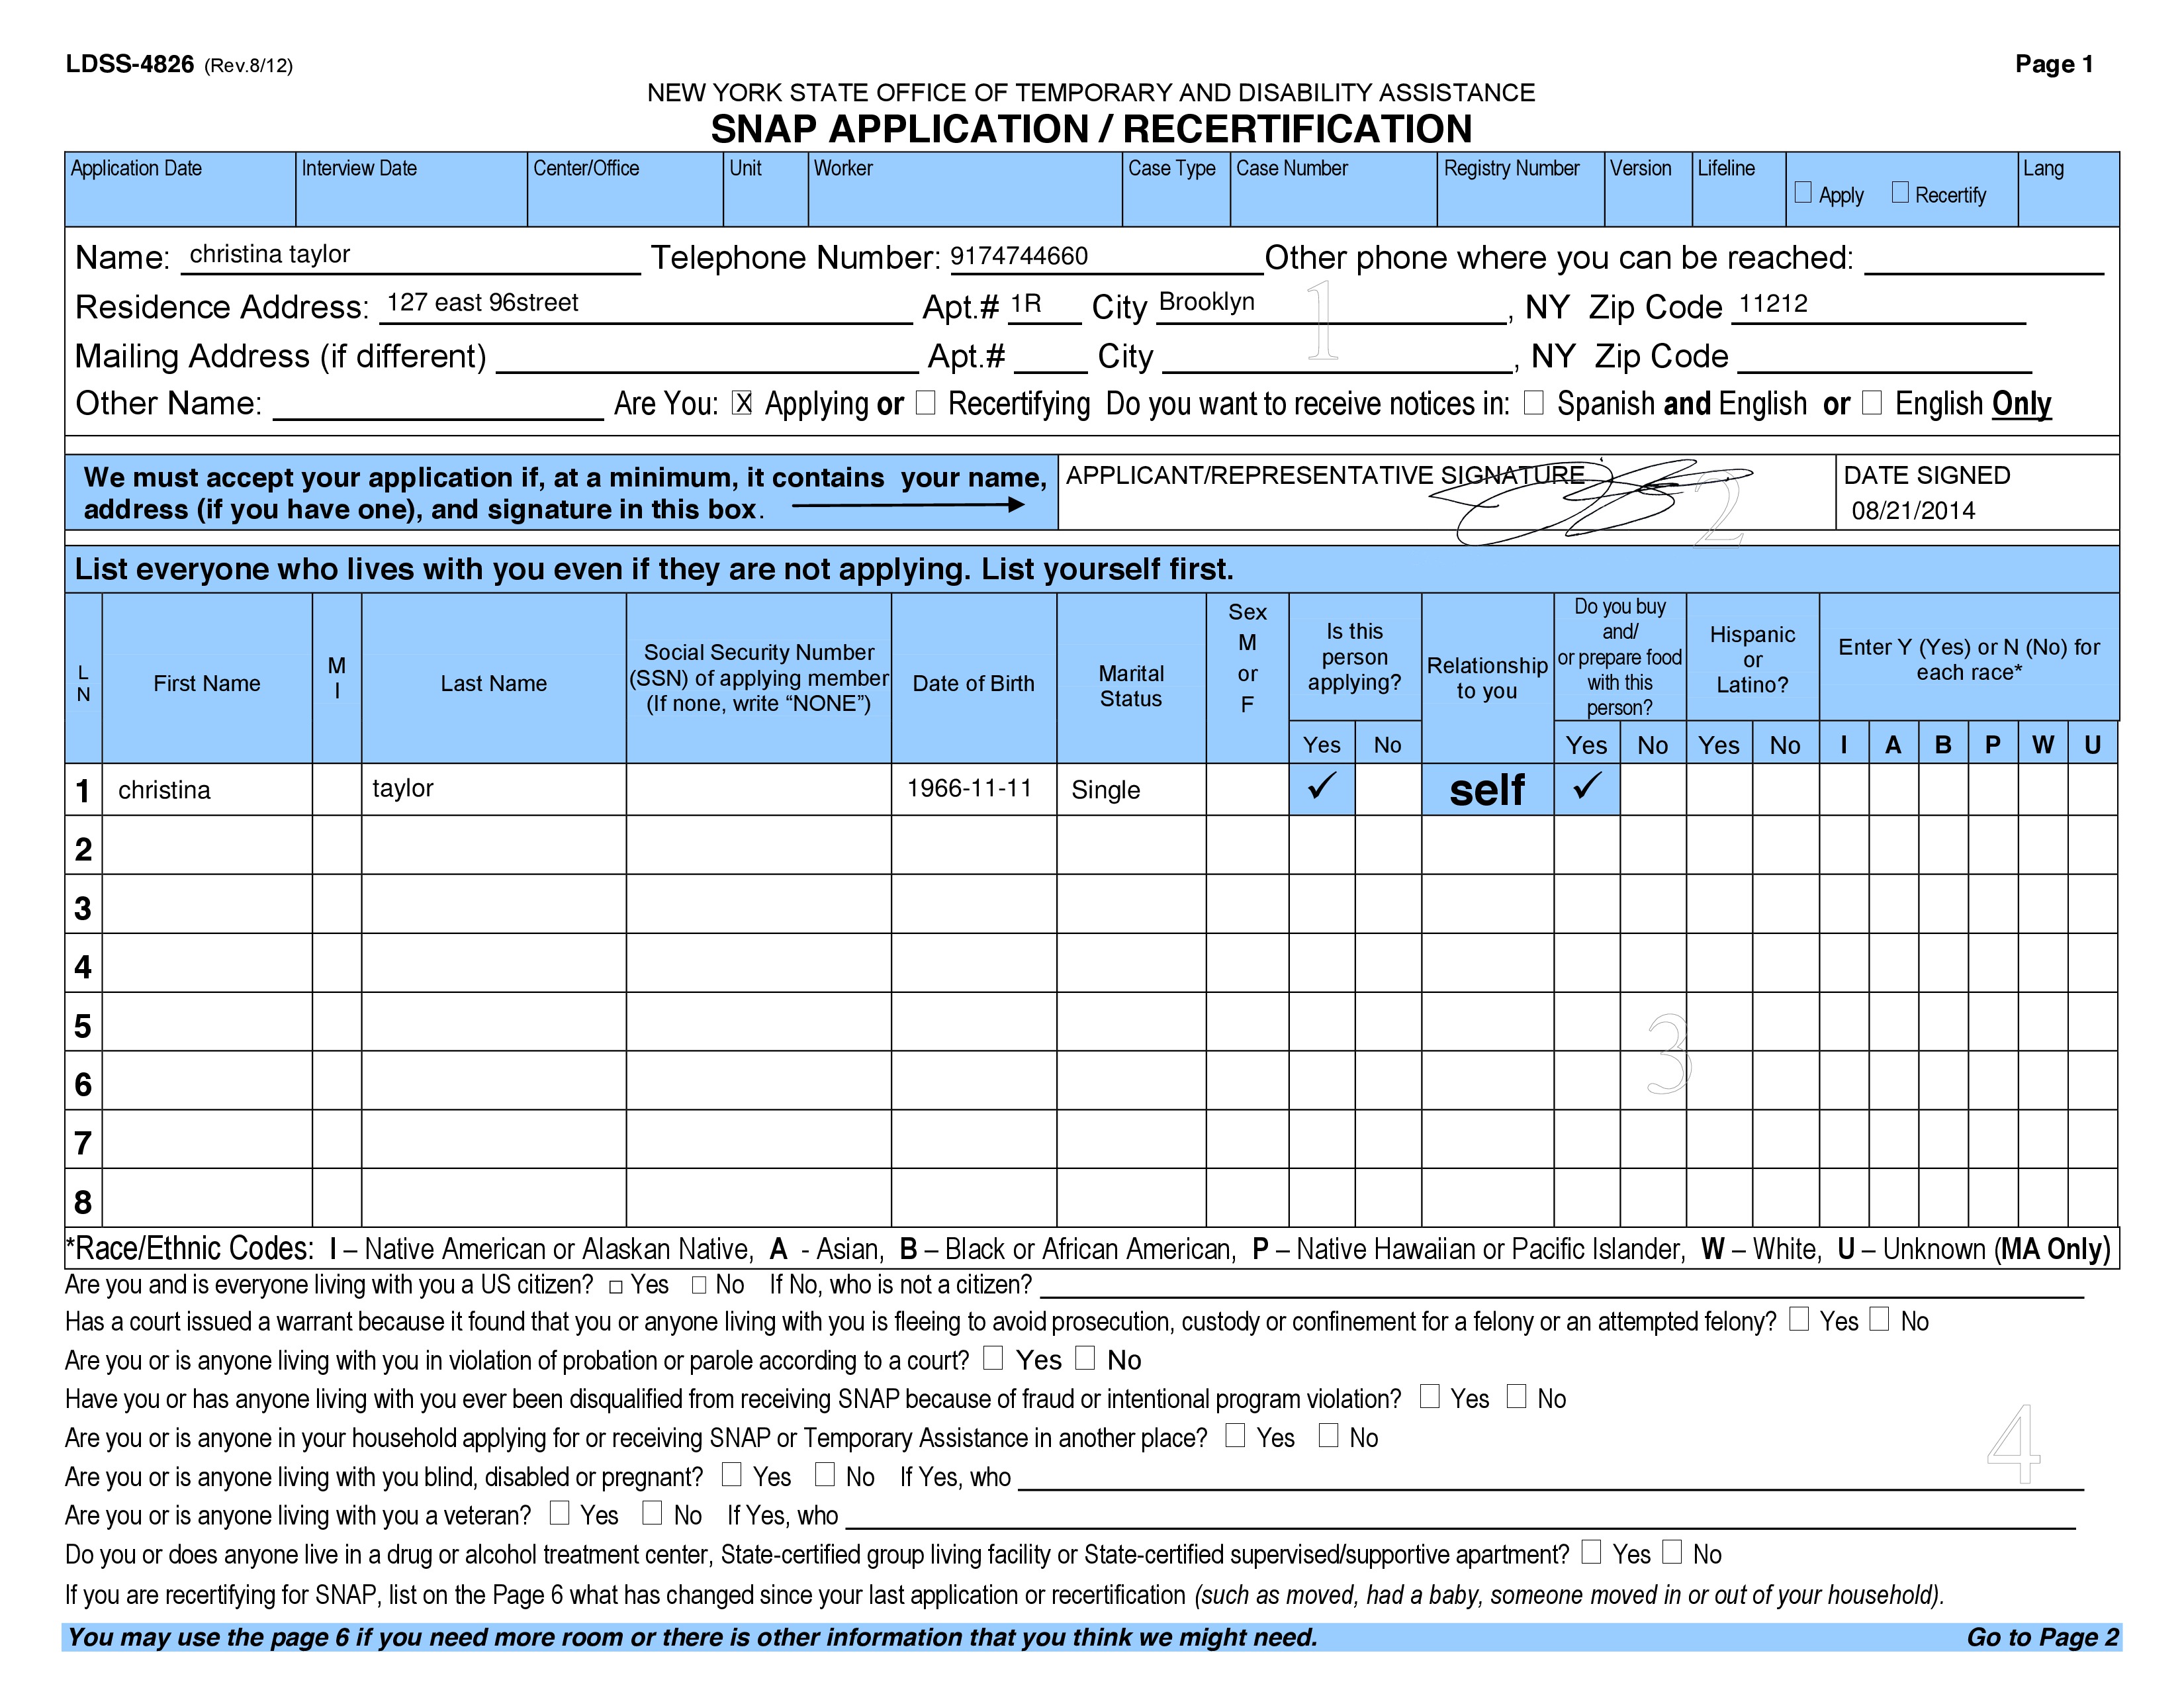 LDSS-4826 (Rev.8/12) Page 1
NEW YORK STATE OFFICE OF TEMPORARY AND DISABILITY ASSISTANCE
SNAP APPLICATION / RECERTIFICATION
Application Date Interview Date Center/Office Unit Worker Case Type Case Number Registry Number Version Lifeline Apply Recertify Lang
Name: christina taylor Telephone Number: 9174744660 Other phone where you can be reached:
Residence Address: 127 east 96street Apt.# 1R City Brooklyn , NY Zip Code 11212
1
Mailing Address (if different) Apt.# City , NY Zip Code
Other Name: Are You: X Applying or Recertifying Do you want to receive notices in: Spanish and English or English Only
We must accept your application if, at a minimum, it contains your name,
address (if you have one), and signature in this box.
APPLICANT/REPRESENTATIVE SIGNATURE
2
DATE SIGNED
08/21/2014
List everyone who lives with you even if they are not applying. List yourself first.
L
N
First Name
M
I
Last Name
Social Security Number
(SSN) of applying member
(If none, write “NONE”)
Date of Birth
Marital
Status
Sex
M
or
F
Is this
person
applying?
Yes No
Relationship
to you
Do you buy
and/
or prepare food
with this
person?
Yes No
Hispanic
or
Latino?
Yes No
Enter Y (Yes) or N (No) for
each race*
I A B P W U
1 christina taylor 1966-11-11 Single ✓ self ✓
2
3
4
5
3
6
7
8
*Race/Ethnic Codes: I – Native American or Alaskan Native, A - Asian, B – Black or African American, P – Native Hawaiian or Pacific Islander, W – White, U – Unknown (MA Only)
Are you and is everyone living with you a US citizen? Yes No If No, who is not a citizen?
Has a court issued a warrant because it found that you or anyone living with you is fleeing to avoid prosecution, custody or confinement for a felony or an attempted felony? Yes No
Are you or is anyone living with you in violation of probation or parole according to a court? Yes No
Have you or has anyone living with you ever been disqualified from receiving SNAP because of fraud or intentional program violation? Yes No
Are you or is anyone in your household applying for or receiving SNAP or Temporary Assistance in another place? Yes No
4
Are you or is anyone living with you blind, disabled or pregnant? Yes No If Yes, who
Are you or is anyone living with you a veteran? Yes No If Yes, who
Do you or does anyone live in a drug or alcohol treatment center, State-certified group living facility or State-certified supervised/supportive apartment? Yes No
If you are recertifying for SNAP, list on the Page 6 what has changed since your last application or recertification (such as moved, had a baby, someone moved in or out of your household).
You may use the page 6 if you need more room or there is other information that you think we might need. Go to Page 2